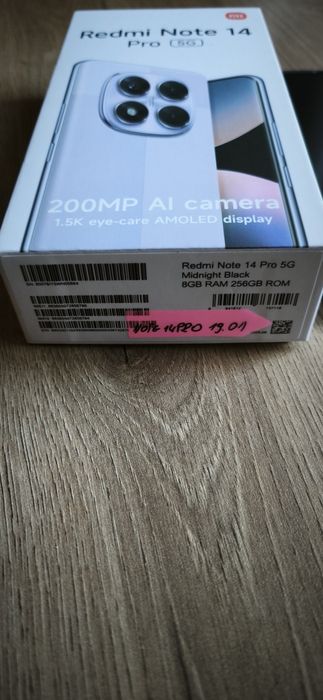 Redmi Note 14
Pro 5G
200MP AI camera
1.5K eye-care AMOLED display
Redmi Note 14 Pro 5G
Midnight Black
8GB RAM 256GB ROM
NOTE 14PRO 19.01